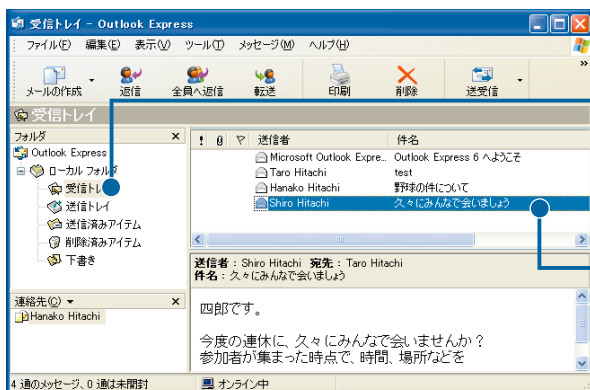 受信トレイ - Outlook Express
ファイル(F) 編集(E) 表示(V) ツール(T) メッセージ(M) ヘルプ(H)
メールの作成 返信 全員へ返信 転送 印刷 削除 送受信 »
受信トレイ
フォルダ ×
Outlook Express
ローカル フォルダ
受信トレ
送信トレイ
送信済みアイテム
削除済みアイテム
下書き
連絡先(C) ×
Hanako Hitachi
! 送信者 件名
Microsoft Outlook Expre... Outlook Express 6 へようこそ
Taro Hitachi test
Hanako Hitachi 野球の件について
Shiro Hitachi 久々にみんなで会いましょう
送信者：Shiro Hitachi 宛先：Taro Hitachi
件名：久々にみんなで会いましょう
四郎です。
今度の連休に、久々にみんなで会いませんか？
参加者が集まった時点で、時間、場所などを
4 通のメッセージ、0 通は未開封 オンライン中